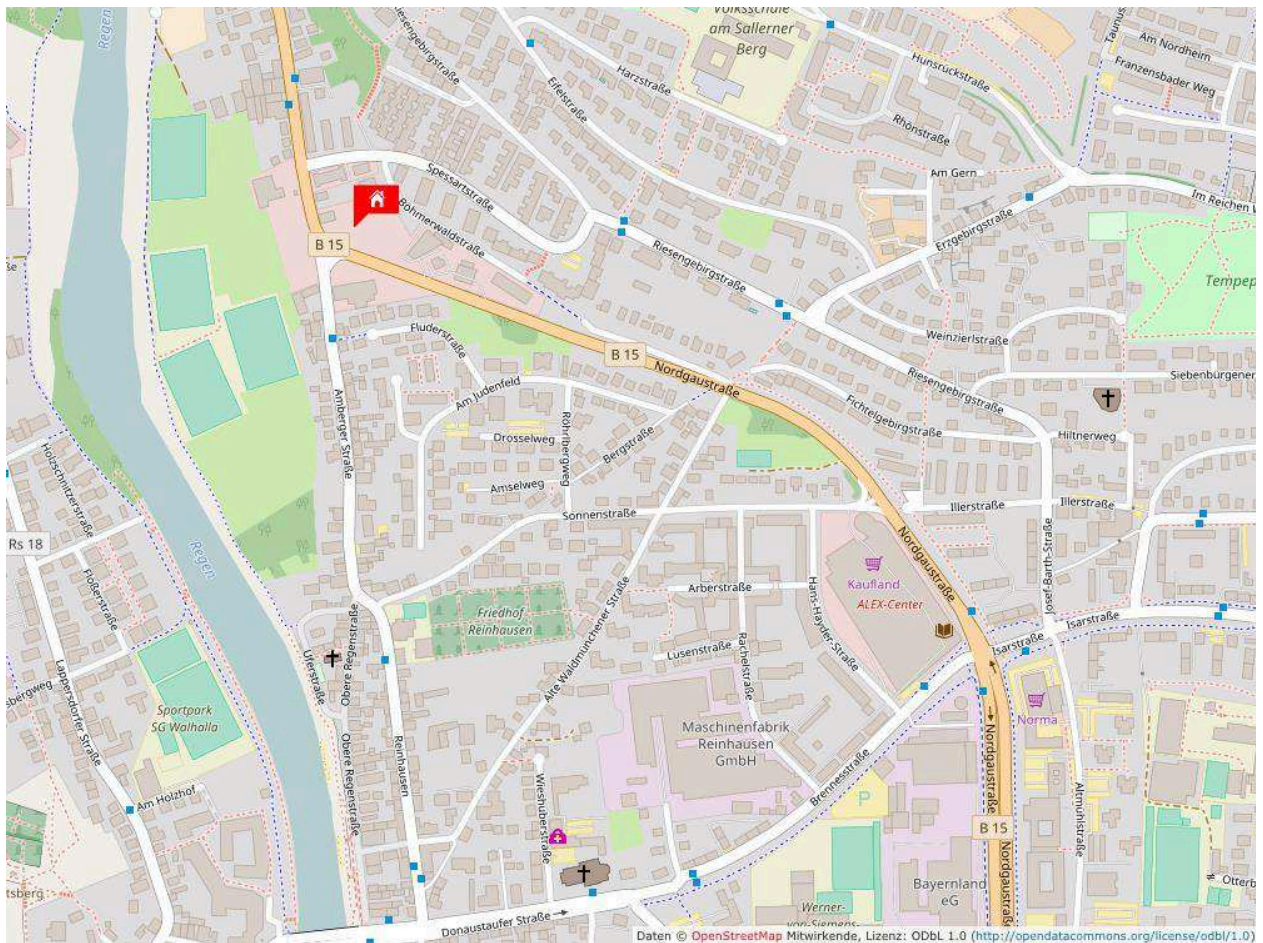 Regen
Riesengebirgstraße
Volksschule
am Sallerner
Berg
Harzstraße
Eifelstraße
Hunsrückstraße
Taunus
Am Nordheim
Franzensbader Weg
Rhönstraße
Am Gern
Im Reichen W
Spessartstraße
Böhmerwaldstraße
B 15
Riesengebirgstraße
Erzgebirgstraße
Tempep
Fluderstraße
B 15
Nordgaustraße
Weinzierlstraße
Riesengebirgstraße
Siebenbürgener
Am Judenfeld
Amberger Straße
Röhrlbergweg
Drosselweg
Bergstraße
Fichtelgebirgstraße
Hiltnerweg
Amselweg
Holzschnitzerstraße
Rs 18
Sonnenstraße
Illerstraße
Illerstraße
Nordgaustraße
Regen
Floßerstraße
Kaufland
ALEX-Center
Arberstraße
Hans-Hayder-Straße
Josef-Barth-Straße
Friedhof
Reinhausen
Alte Waldmünchener Straße
Obere Regenstraße
Uferstraße
Lusenstraße
Rachelstraße
Isarstraße
Isarstraße
sbergweg
Lappersdorfer Straße
Sportpark
SG Walhalla
Maschinenfabrik
Reinhausen
GmbH
Norma
Nordgaustraße
Reinhausen
Obere Regenstraße
Brennesstraße
Am Holzhof
Wieshuberstraße
P
Altmühlstraße
B 15
Nordgaustraße
tsberg
Bayernland
eG
Otterb
Donaustaufer Straße
Werner-
von-Siemens-
Daten © OpenStreetMap Mitwirkende, Lizenz: ODbL 1.0 (http://opendatacommons.org/license/odbl/1.0)